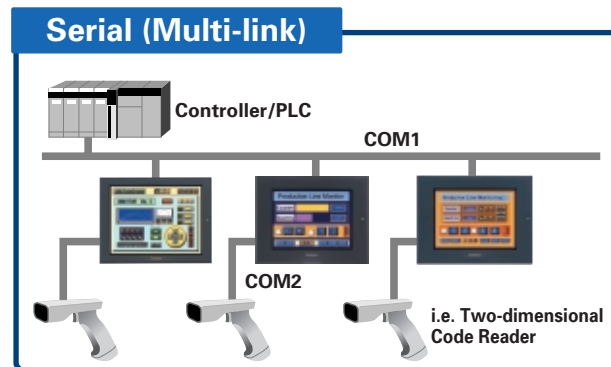 Serial (Multi-link)
Controller/PLC
COM1
Production Line Monitor
COM2
i.e. Two-dimensional
Code Reader